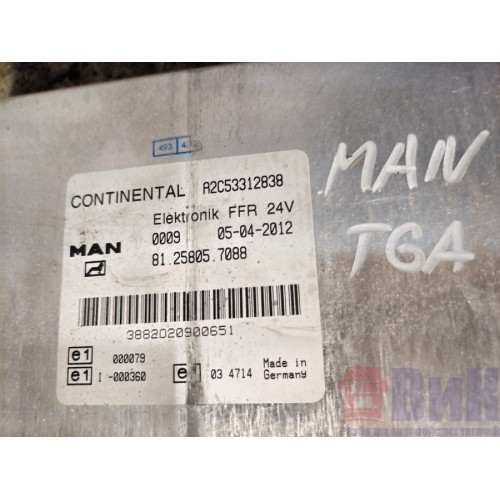 493 4
CONTINENTAL A2C53312838
Elektronik FFR 24V
MAN 0009 05-04-2012
81.25805.7088
3882020900651
e1 000079
e1 I-000360 e1 03 4714 Made in Germany
MAN
TGA
ВИК